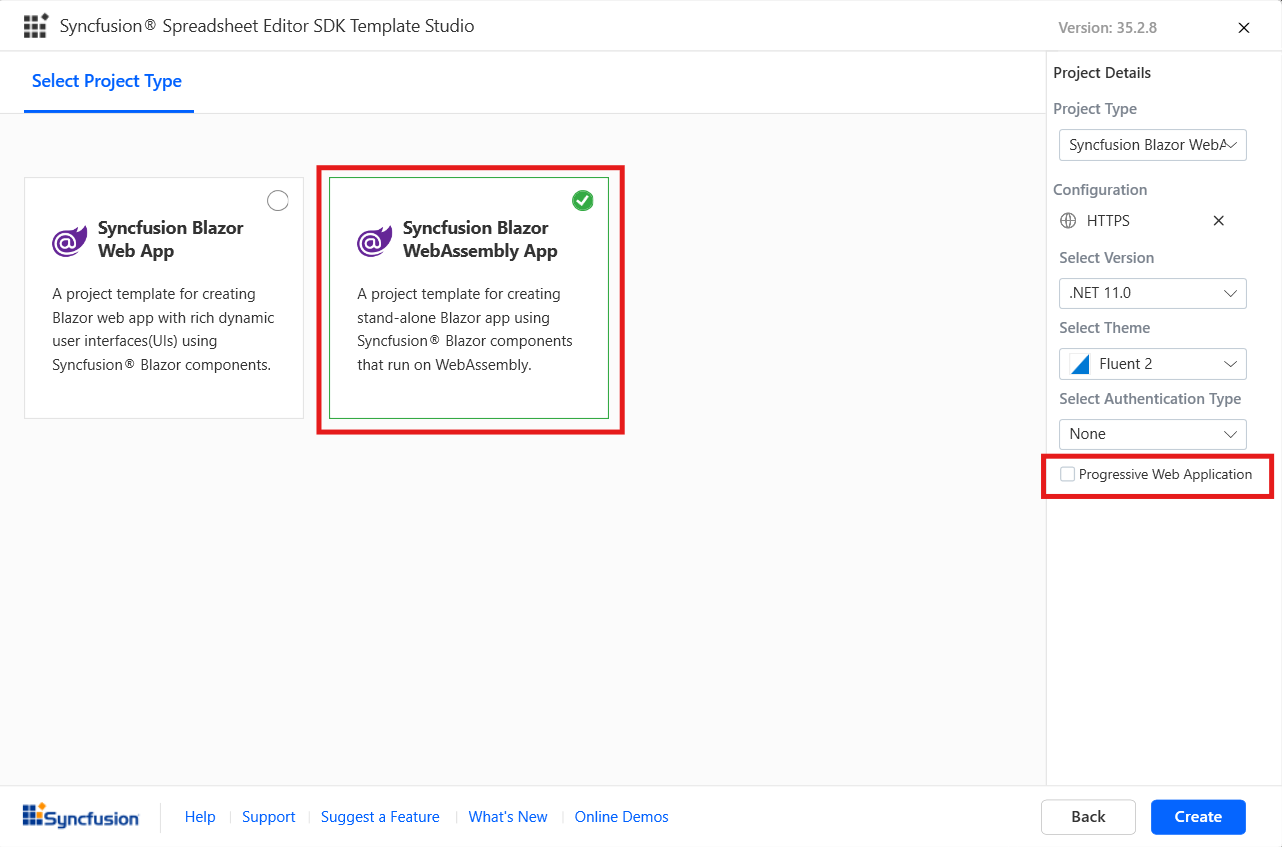 Syncfusion® Spreadsheet Editor SDK Template Studio
Version: 35.2.8
Select Project Type
Syncfusion Blazor
Web App
A project template for creating
Blazor web app with rich dynamic
user interfaces(UIs) using
Syncfusion® Blazor components.
Syncfusion Blazor
WebAssembly App
A project template for creating
stand-alone Blazor app using
Syncfusion® Blazor components
that run on WebAssembly.
Project Details
Project Type
Syncfusion Blazor WebA
Configuration
HTTPS
Select Version
.NET 11.0
Select Theme
Fluent 2
Select Authentication Type
None
Progressive Web Application
Syncfusion
Help
Support
Suggest a Feature
What's New
Online Demos
Back
Create